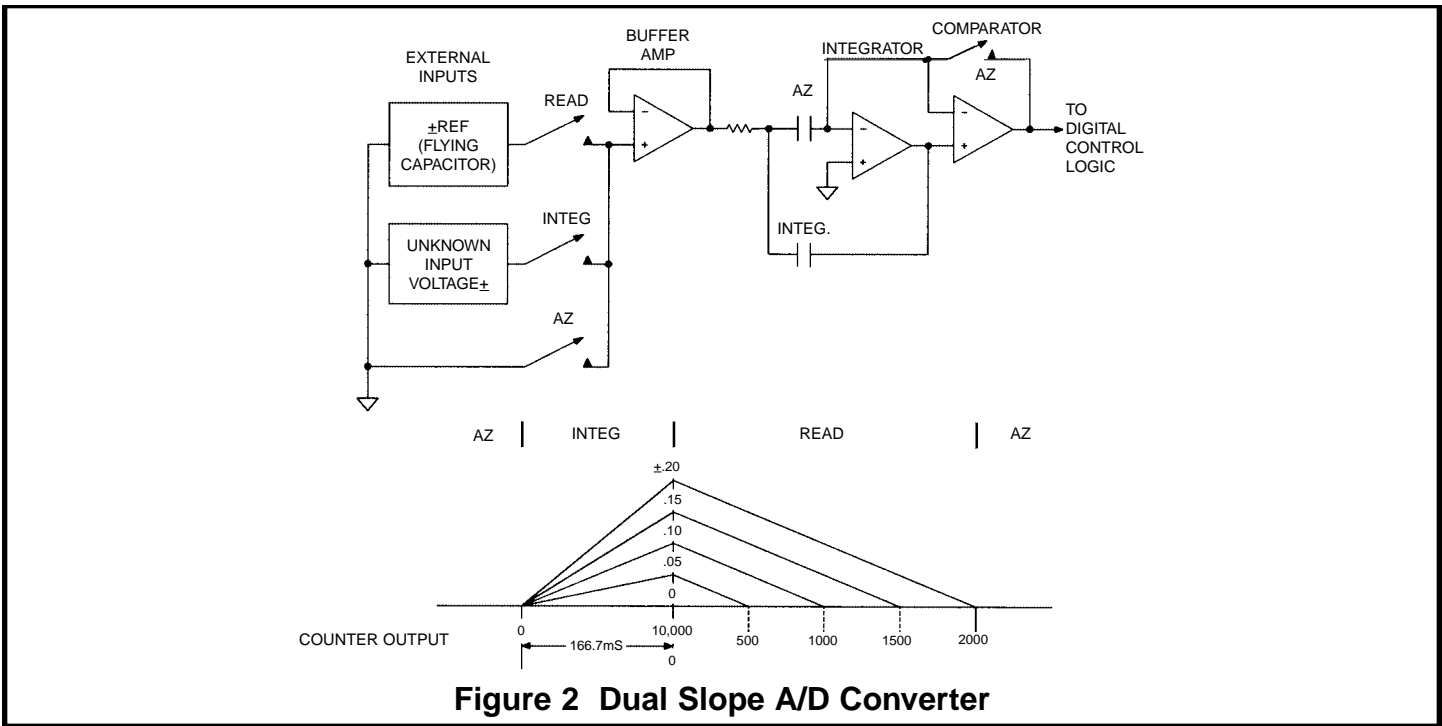 EXTERNAL
INPUTS
±REF
(FLYING
CAPACITOR)
READ
BUFFER
AMP
-
+
INTEG
UNKNOWN
INPUT
VOLTAGE±
AZ
AZ
INTEGRATOR
-
+
INTEG.
COMPARATOR
AZ
-
+
TO
DIGITAL
CONTROL
LOGIC
AZ INTEG READ AZ
±.20
.15
.10
.05
0
COUNTER OUTPUT
0 10,000 500 1000 1500 2000
166.7mS
0
Figure 2 Dual Slope A/D Converter